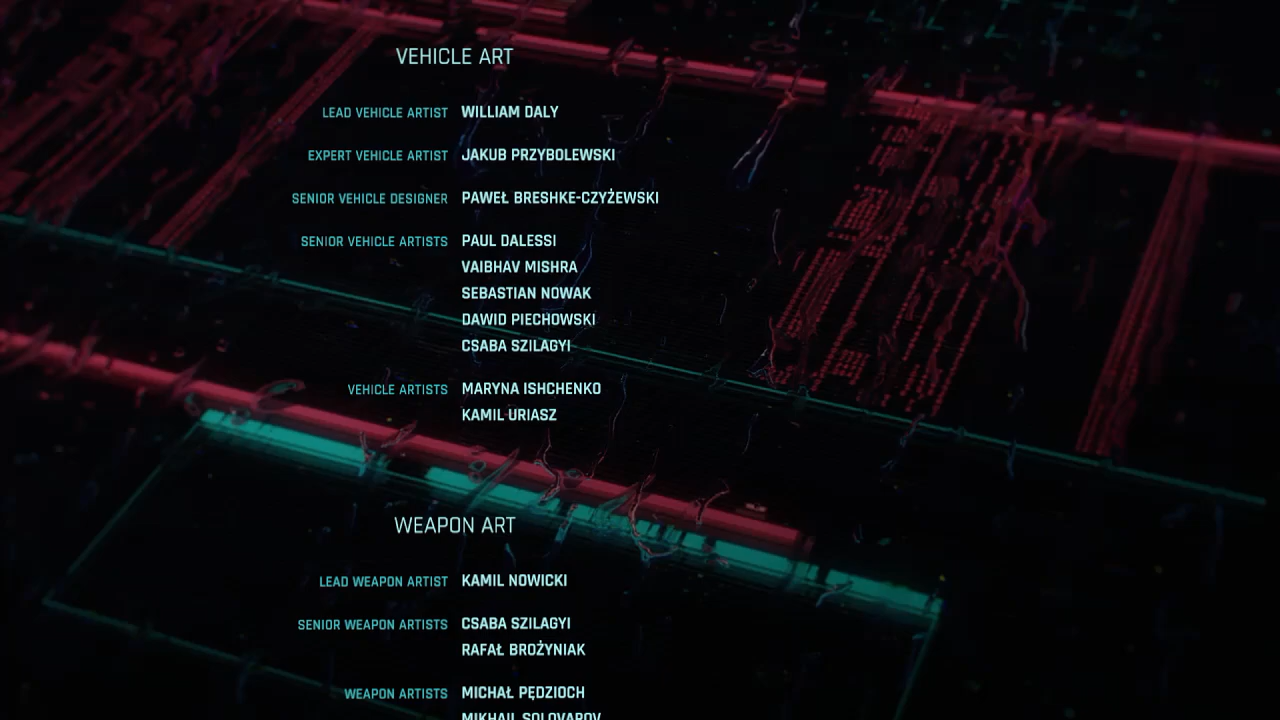 VEHICLE ART
LEAD VEHICLE ARTIST WILLIAM DALY
EXPERT VEHICLE ARTIST JAKUB PRZYBOLEWSKI
SENIOR VEHICLE DESIGNER PAWEŁ BRESHKE-CZYŻEWSKI
SENIOR VEHICLE ARTISTS PAUL DALESSI
VAIBHAV MISHRA
SEBASTIAN NOWAK
DAWID PIECHOWSKI
CSABA SZILAGYI
VEHICLE ARTISTS MARYNA ISHCHENKO
KAMIL URIASZ
WEAPON ART
LEAD WEAPON ARTIST KAMIL NOWICKI
SENIOR WEAPON ARTISTS CSABA SZILAGYI
RAFAŁ BROŻYNIAK
WEAPON ARTISTS MICHAŁ PĘDZIOCH
MIKHAIL SOLOVAROV